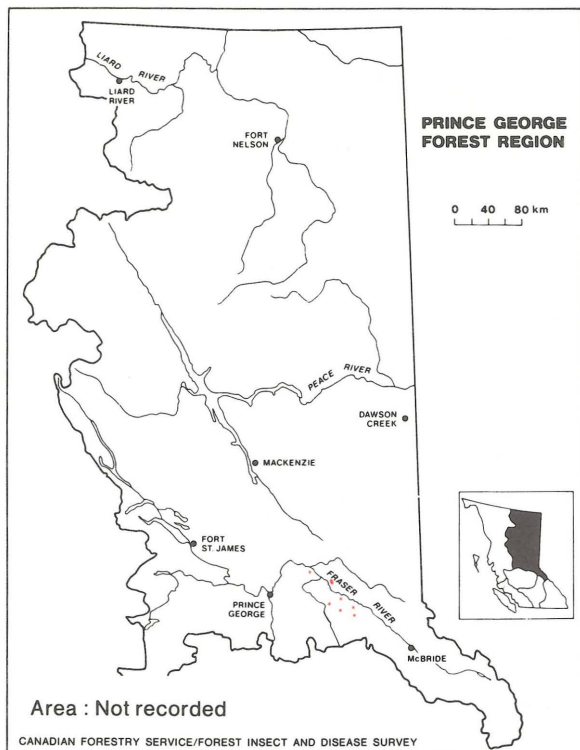 LIARD RIVER
LIARD
RIVER
FORT
NELSON
PRINCE GEORGE
FOREST REGION
0 40 80 km
PEACE RIVER
DAWSON
CREEK
MACKENZIE
FORT
ST. JAMES
FRASER RIVER
PRINCE
GEORGE
McBRIDE
Area : Not recorded
CANADIAN FORESTRY SERVICE/FOREST INSECT AND DISEASE SURVEY